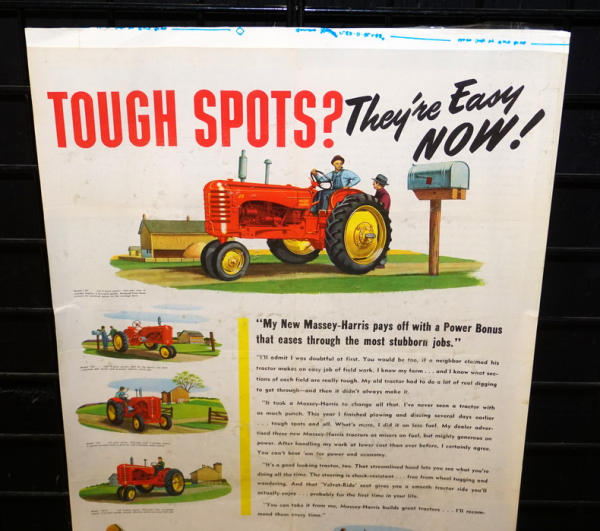 TOUGH SPOTS? They're Easy
NOW!
"My New Massey-Harris pays off with a Power Bonus
that eases through the most stubborn jobs."
"I'll admit I was doubtful at first. You would be, too, if a neighbor claimed his
tractor makes an easy job of field work. I know my farm . . . and I know what sec-
tions of each field are really tough. My old tractor had to do a lot of real digging
to get through—and then it didn't always make it.
"It took a Massey-Harris to change all that. I've never seen a tractor with
as much punch. This year I finished plowing and discing several days earlier
. . . tough spots and all. What's more, I did it on less fuel. My dealer adver-
tised these new Massey-Harris tractors as misers on fuel, but mighty generous on
power. After handling my work at lower cost than ever before, I certainly agree.
You can't beat 'em for power and economy.
"It's a good looking tractor, too. That streamlined hood lets you see what you're
doing all the time. The steering is shock-resistant . . . free from wheel tugging and
wandering. And that "Velvet-Ride" seat gives you a smooth tractor ride you'll
actually enjoy . . . probably for the first time in your life.
"You can take it from me, Massey-Harris builds great tractors . . . I'll recom-
mend them every time."